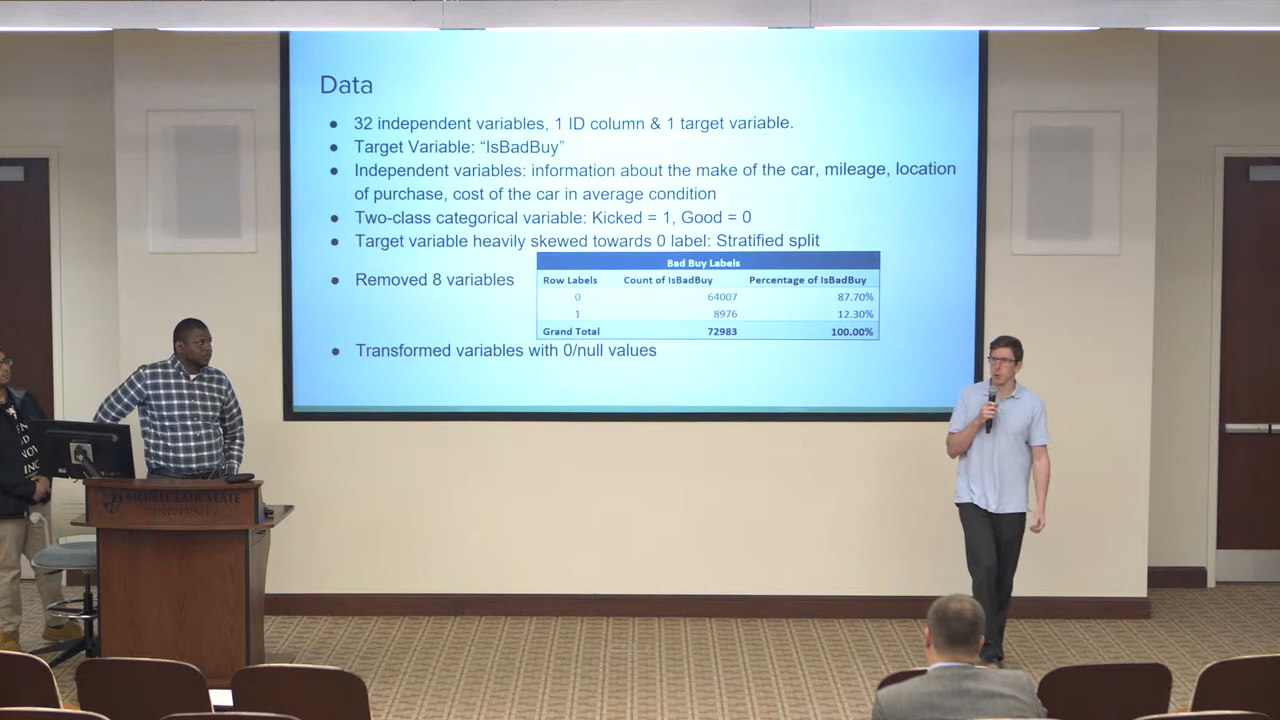 Data
● 32 independent variables, 1 ID column & 1 target variable.
● Target Variable: “IsBadBuy”
● Independent variables: information about the make of the car, mileage, location
of purchase, cost of the car in average condition
● Two-class categorical variable: Kicked = 1, Good = 0
● Target variable heavily skewed towards 0 label: Stratified split
● Removed 8 variables
Bad Buy Labels
Row Labels Count of IsBadBuy Percentage of IsBadBuy
0 64007 87.70%
1 8976 12.30%
Grand Total 72983 100.00%
● Transformed variables with 0/null values
MONTCLAIR STATE
UNIVERSITY